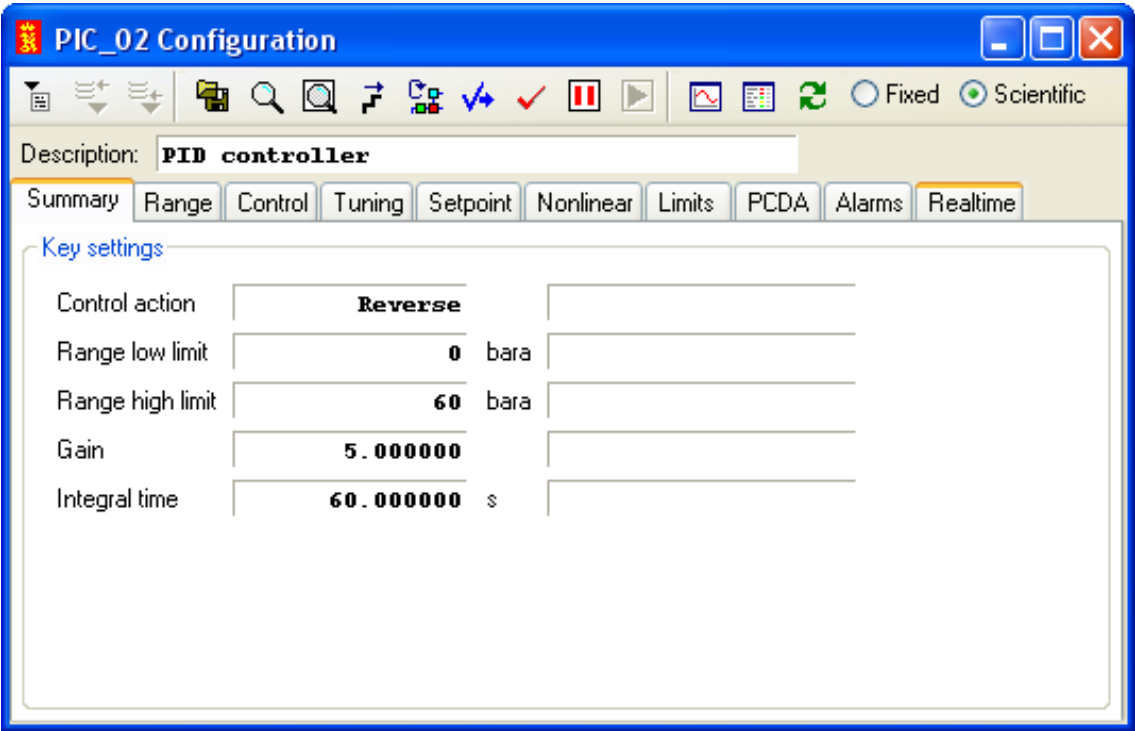 PIC_02 Configuration
Fixed Scientific
Description: PID controller
Summary Range Control Tuning Setpoint Nonlinear Limits PCDA Alarms Realtime
Key settings
Control action Reverse
Range low limit 0 bara
Range high limit 60 bara
Gain 5.000000
Integral time 60.000000 s